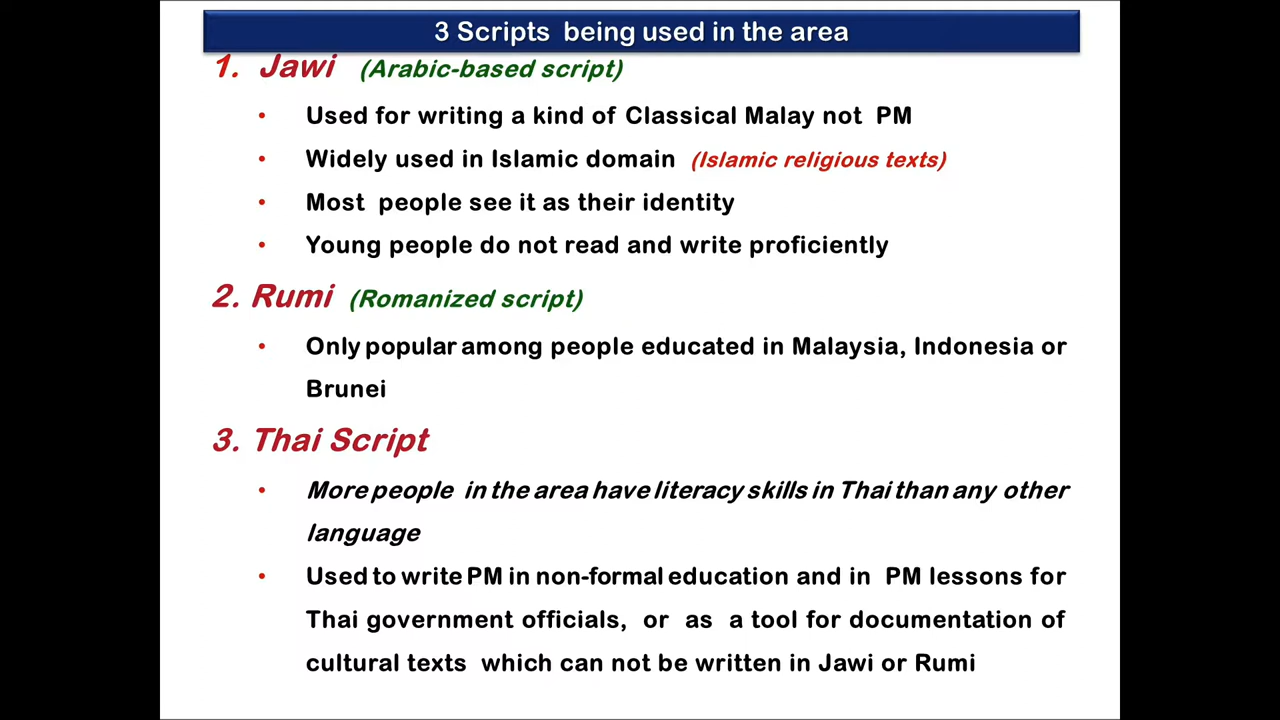 3 Scripts being used in the area
1. Jawi (Arabic-based script)
• Used for writing a kind of Classical Malay not PM
• Widely used in Islamic domain (Islamic religious texts)
• Most people see it as their identity
• Young people do not read and write proficiently
2. Rumi (Romanized script)
• Only popular among people educated in Malaysia, Indonesia or
Brunei
3. Thai Script
• More people in the area have literacy skills in Thai than any other
language
• Used to write PM in non-formal education and in PM lessons for
Thai government officials, or as a tool for documentation of
cultural texts which can not be written in Jawi or Rumi